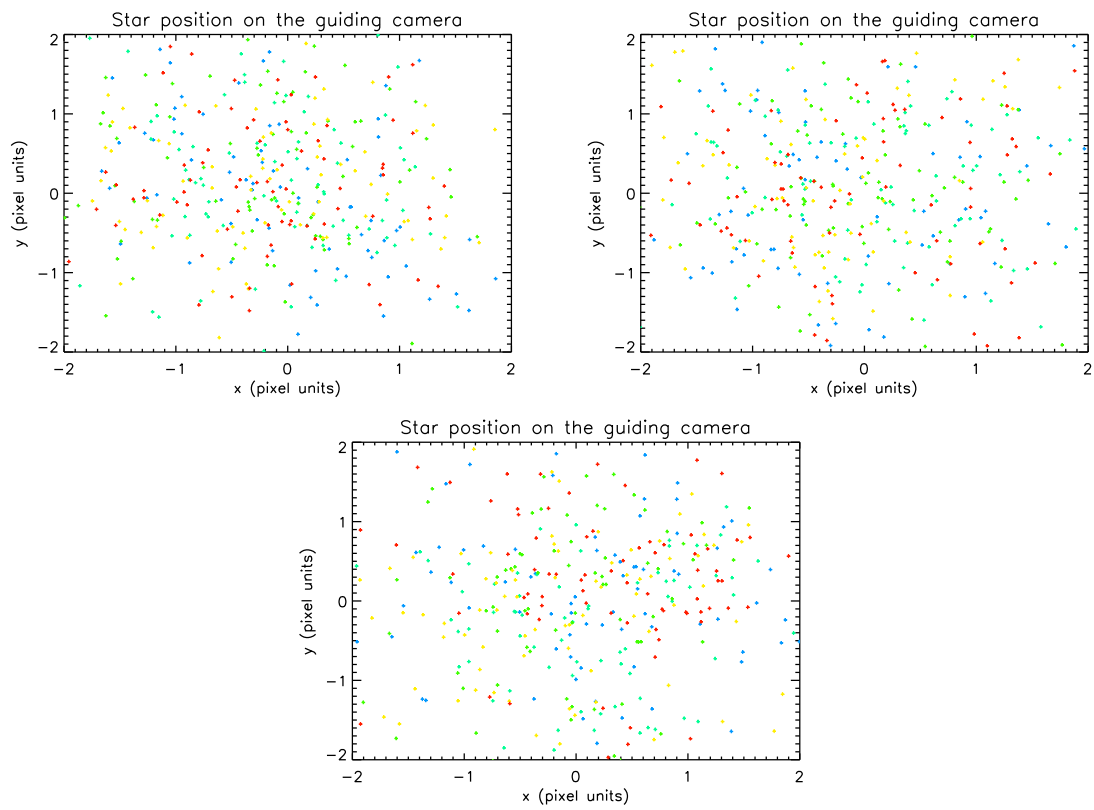 Star position on the guiding camera
2
1
0
−1
−2
y (pixel units)
−2 −1 0 1 2
x (pixel units)
Star position on the guiding camera
2
1
0
−1
−2
y (pixel units)
−2 −1 0 1 2
x (pixel units)
Star position on the guiding camera
2
1
0
−1
−2
y (pixel units)
−2 −1 0 1 2
x (pixel units)